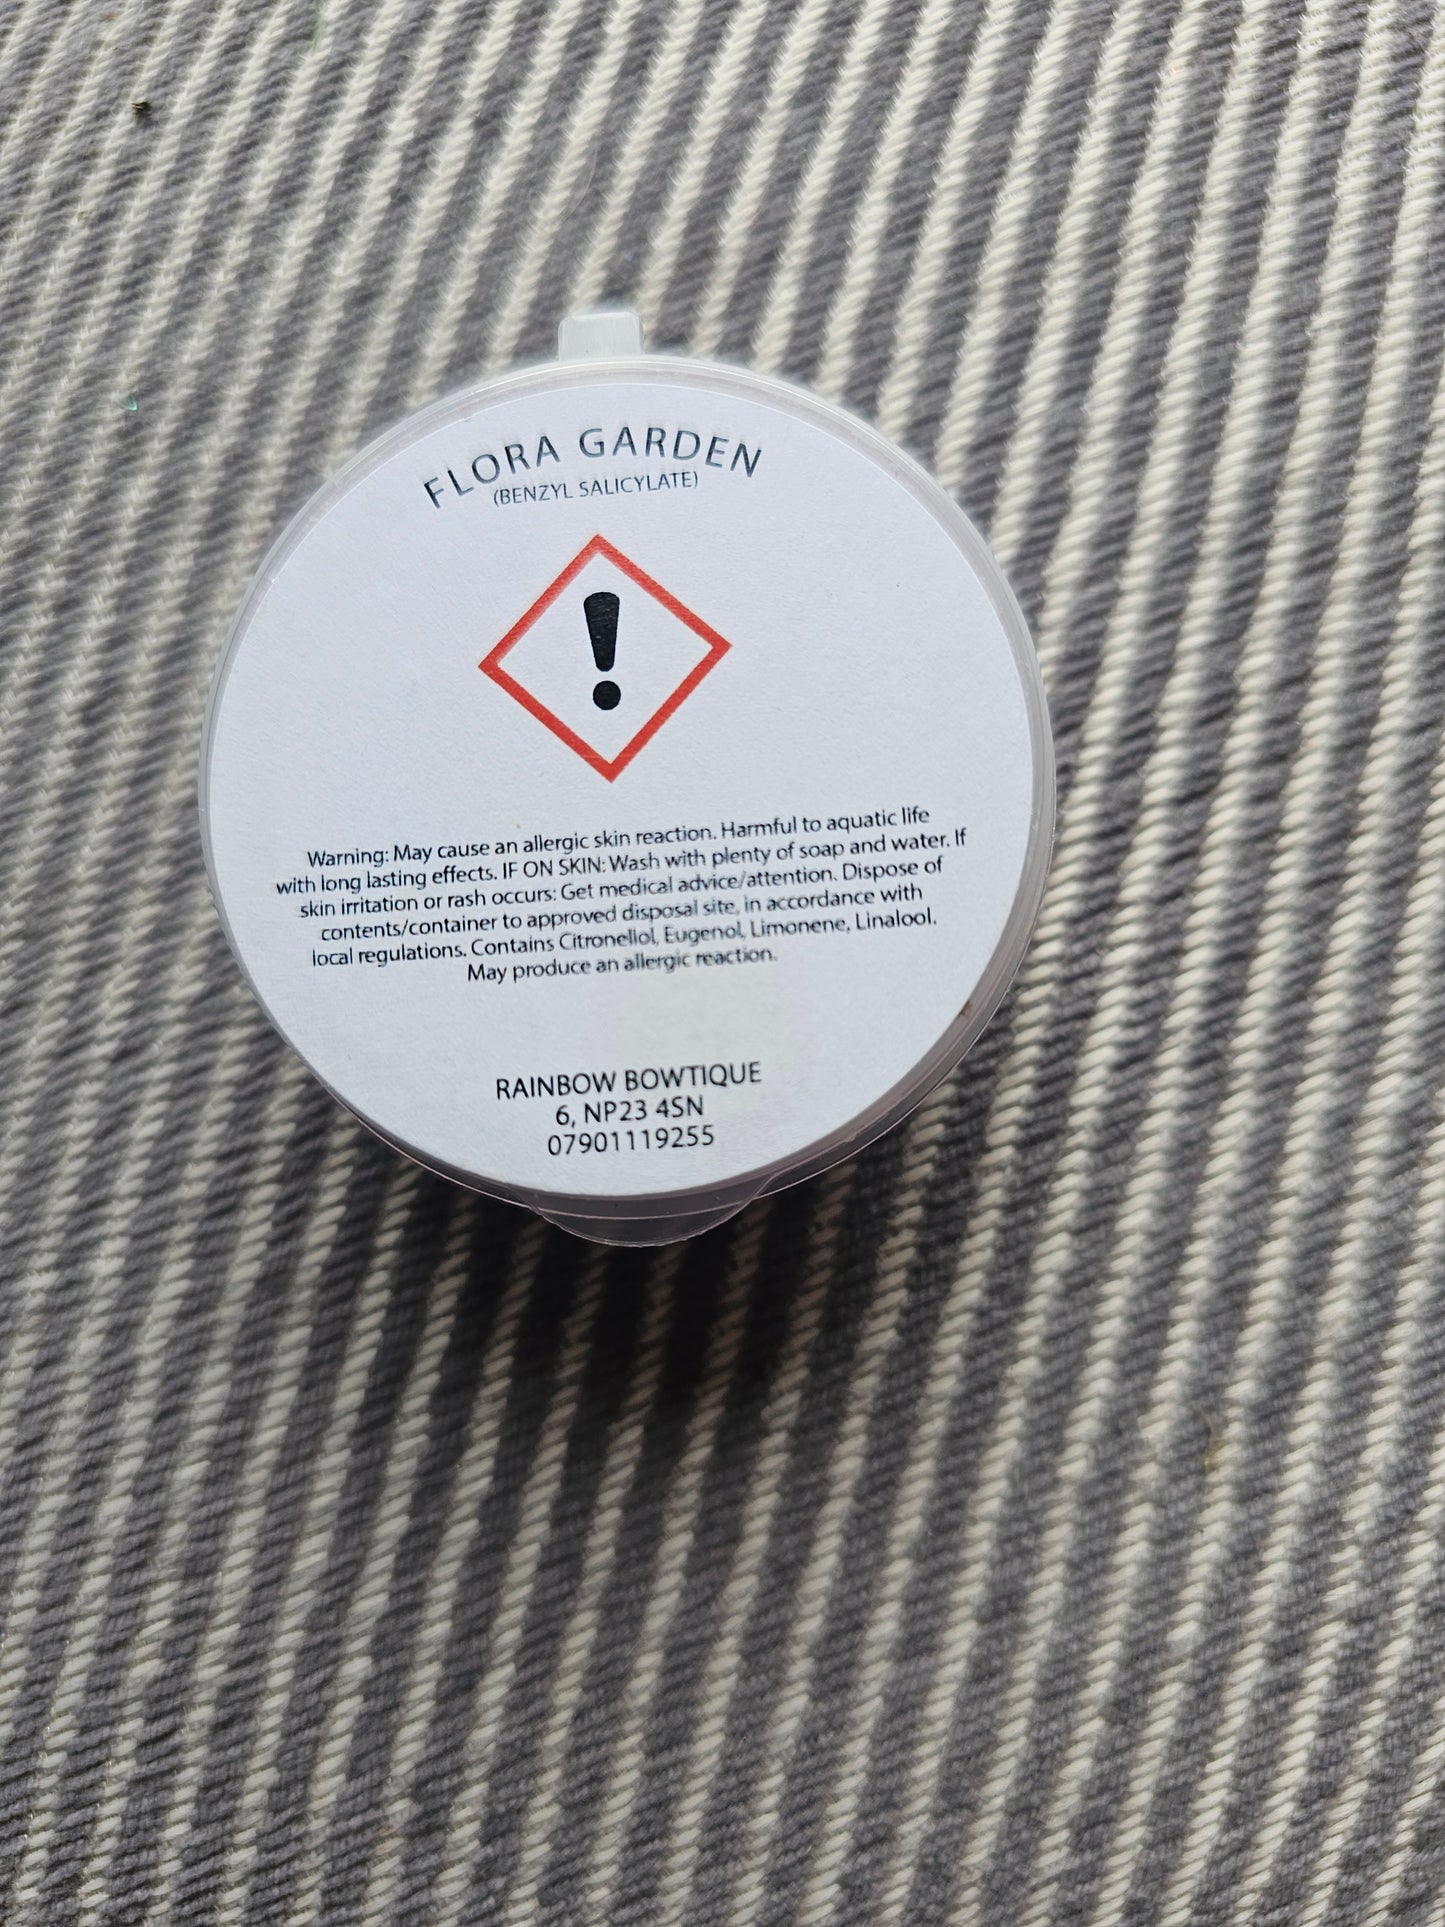 FLORA GARDEN
(BENZYL SALICYLATE)
Warning: May cause an allergic skin reaction. Harmful to aquatic life
with long lasting effects. IF ON SKIN: Wash with plenty of soap and water. If
skin irritation or rash occurs: Get medical advice/attention. Dispose of
contents/container to approved disposal site, in accordance with
local regulations. Contains Citronellol, Eugenol, Limonene, Linalool.
May produce an allergic reaction.
RAINBOW BOWTIQUE
6, NP23 4SN
07901119255